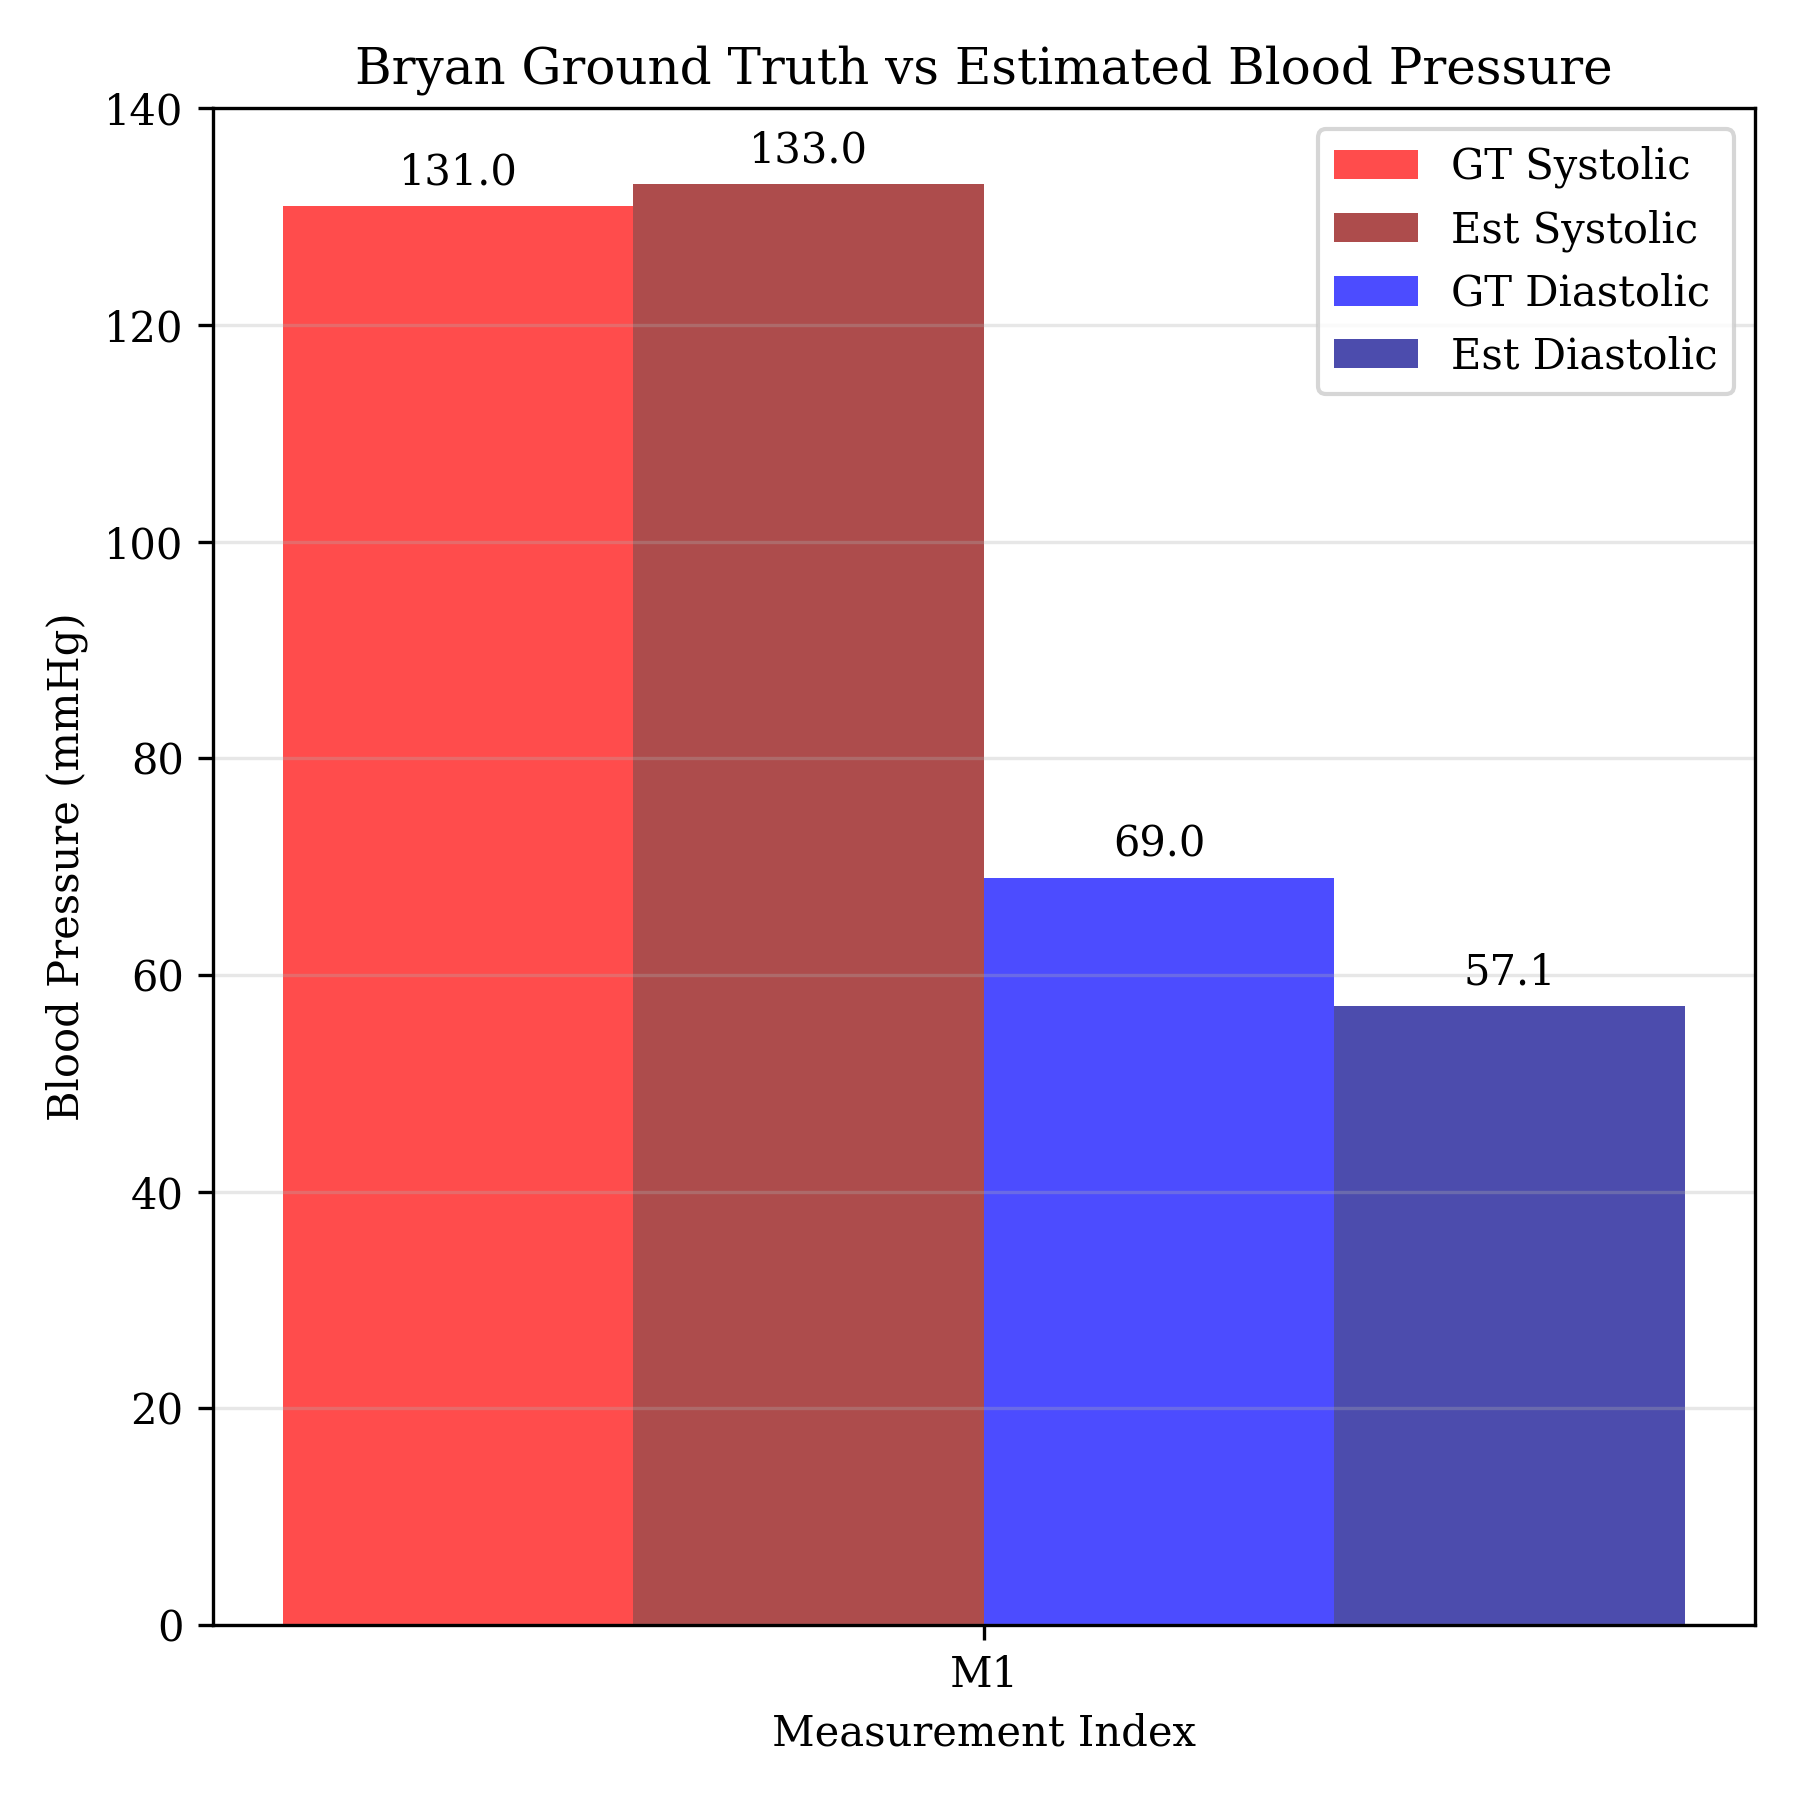 Bryan Ground Truth vs Estimated Blood Pressure
140
120
100
80
60
40
20
0
Blood Pressure (mmHg)
131.0
133.0
69.0
57.1
GT Systolic
Est Systolic
GT Diastolic
Est Diastolic
M1
Measurement Index